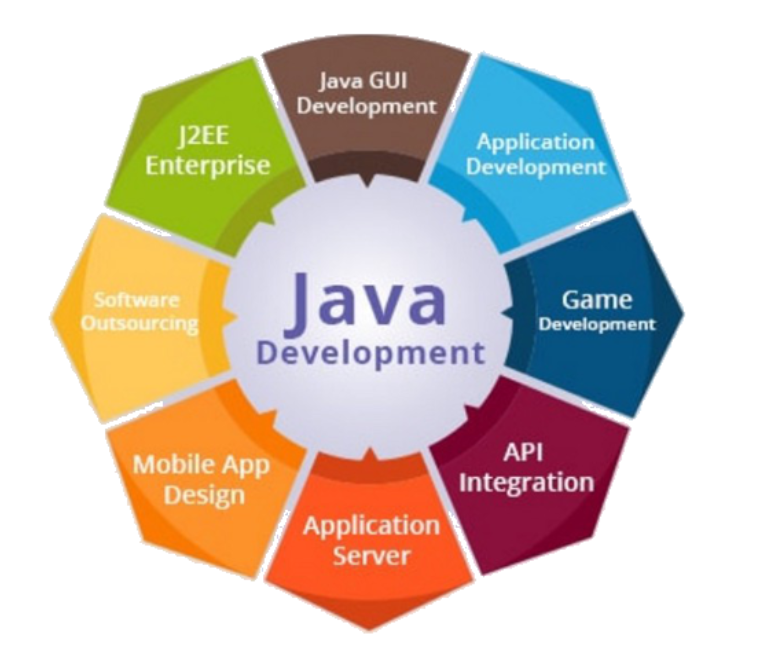 Java GUI
Development
Application
Development
Game
Development
API
Integration
Application
Server
Mobile App
Design
Software
Outsourcing
J2EE
Enterprise
Java
Development